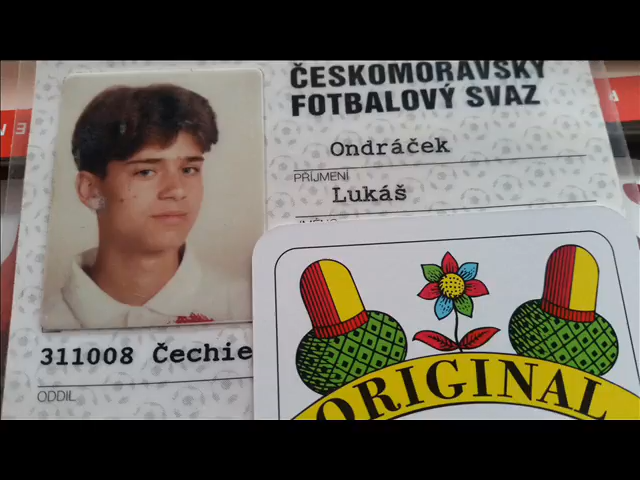 ČESKOMORAVSKÝ
FOTBALOVÝ SVAZ
Ondráček
PŘÍJMENÍ
Lukáš
311008 Čechie
ODDÍL
ORIGINAL